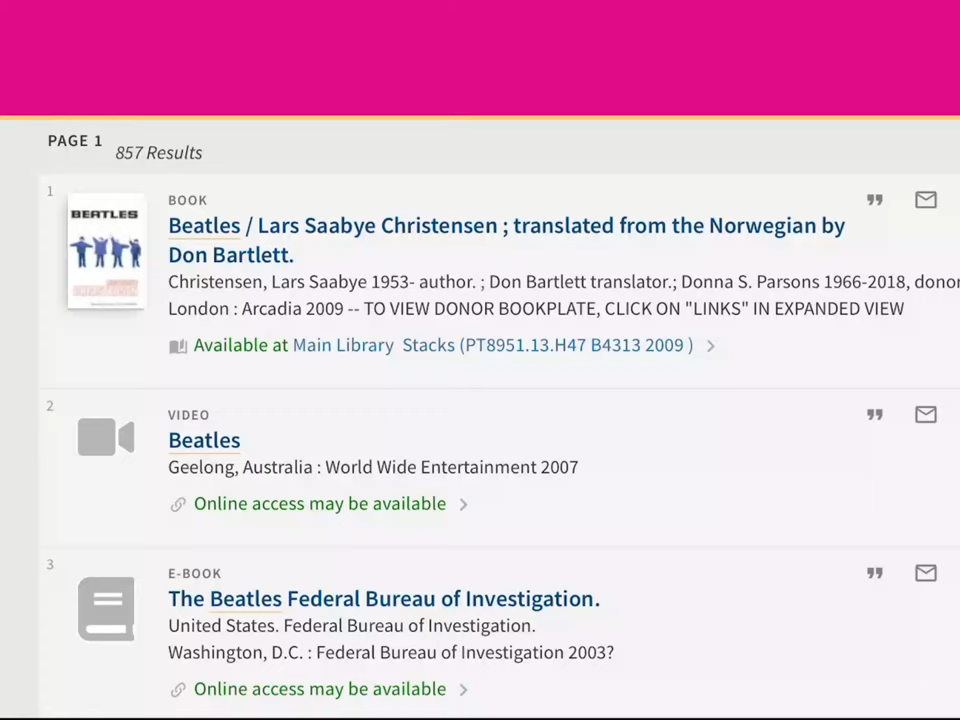 PAGE 1
857 Results
1
BEATLES
BOOK
Beatles / Lars Saabye Christensen ; translated from the Norwegian by
Don Bartlett.
Christensen, Lars Saabye 1953- author. ; Don Bartlett translator.; Donna S. Parsons 1966-2018, donor
London : Arcadia 2009 -- TO VIEW DONOR BOOKPLATE, CLICK ON "LINKS" IN EXPANDED VIEW
Available at Main Library Stacks (PT8951.13.H47 B4313 2009 )
2
VIDEO
Beatles
Geelong, Australia : World Wide Entertainment 2007
Online access may be available
3
E-BOOK
The Beatles Federal Bureau of Investigation.
United States. Federal Bureau of Investigation.
Washington, D.C. : Federal Bureau of Investigation 2003?
Online access may be available